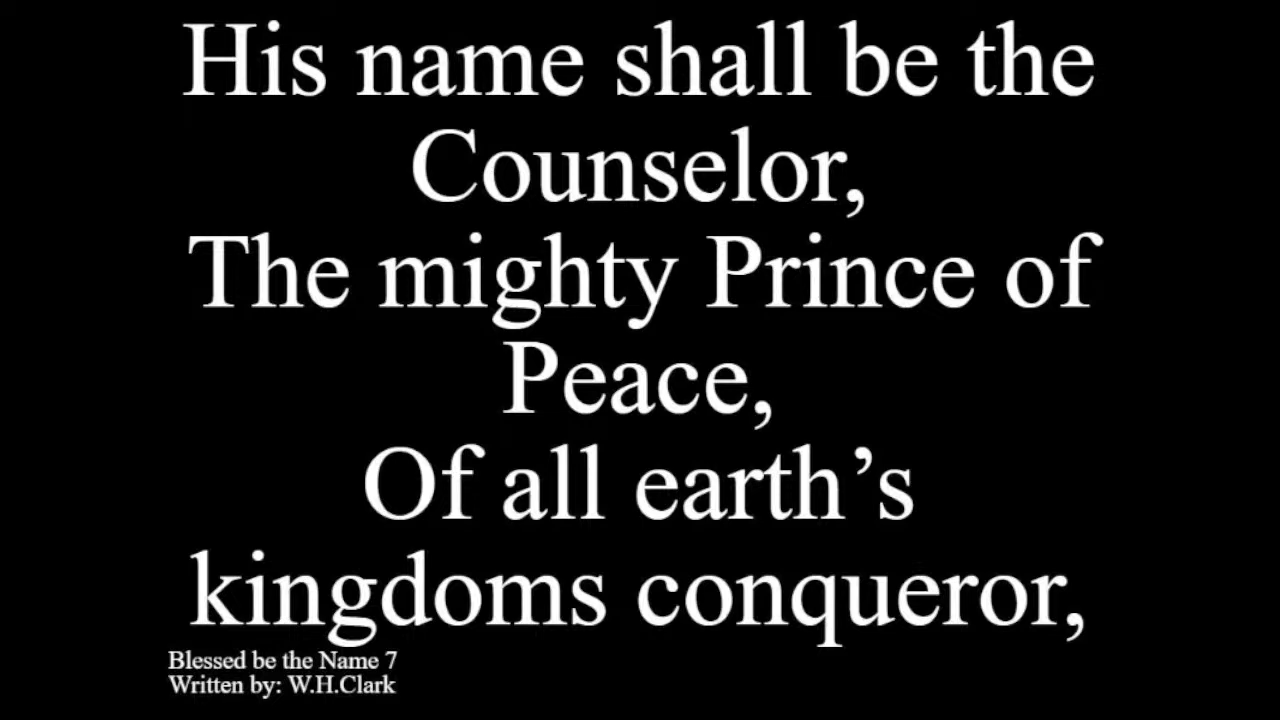 His name shall be the
Counselor,
The mighty Prince of
Peace,
Of all earth’s
kingdoms conqueror,
Blessed be the Name 7
Written by: W.H.Clark